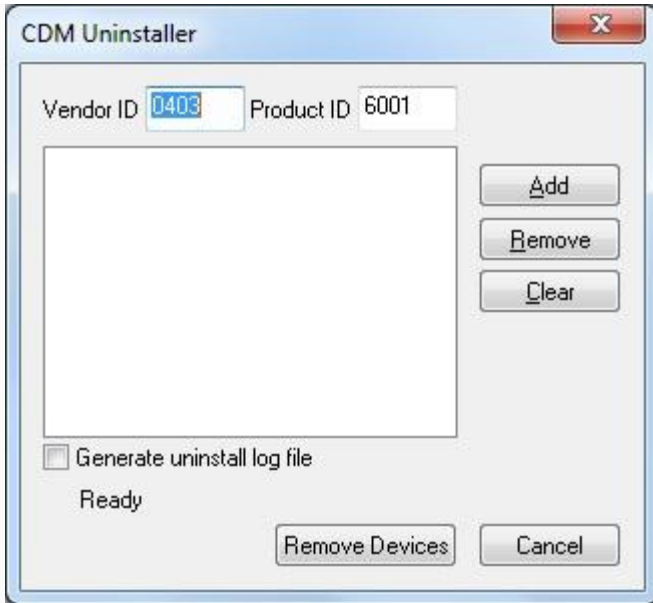 CDM Uninstaller
Vendor ID 0403 Product ID 6001
Add
Remove
Clear
Generate uninstall log file
Ready
Remove Devices Cancel